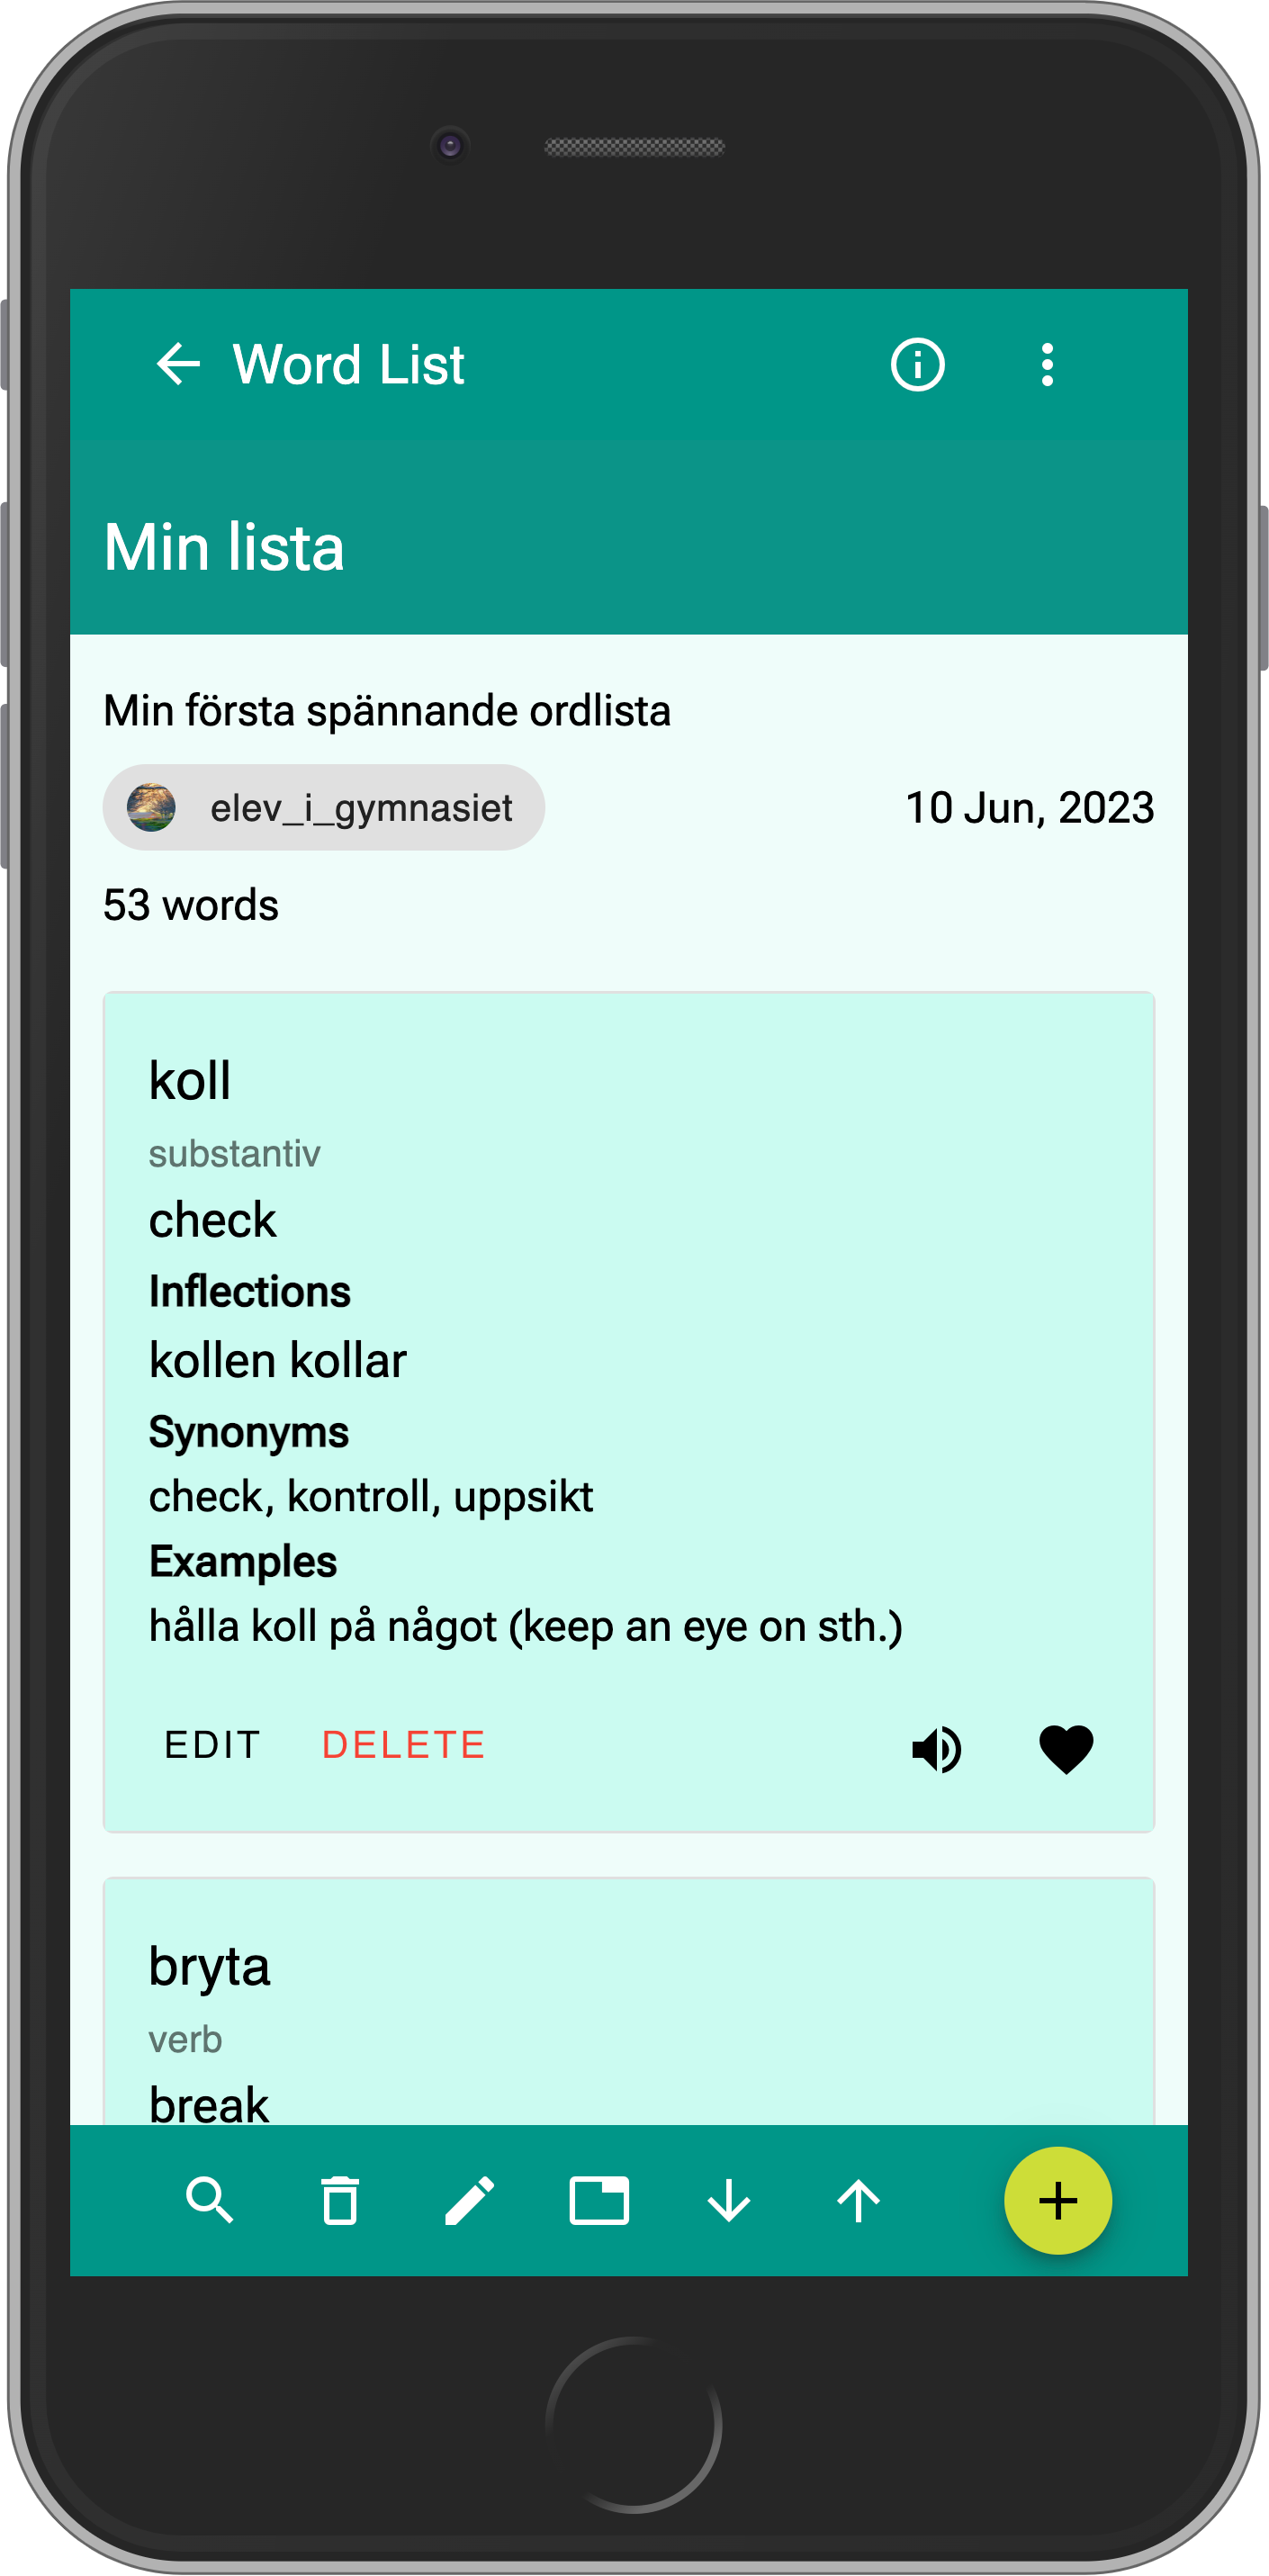 Word List
Min lista
Min första spännande ordlista
elev_i_gymnasiet 10 Jun, 2023
53 words
koll
substantiv
check
Inflections
kollen kollar
Synonyms
check, kontroll, uppsikt
Examples
hålla koll på något (keep an eye on sth.)
EDIT DELETE
bryta
verb
break